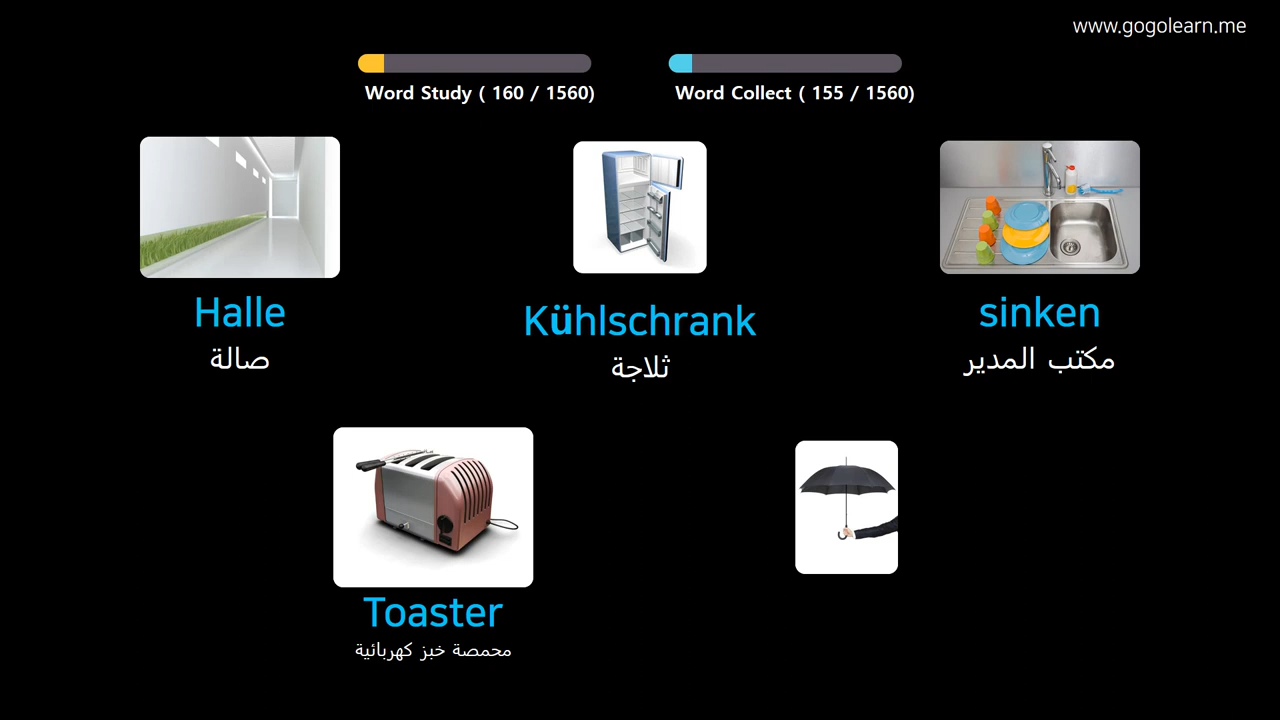 www.gogolearn.me
Word Study ( 160 / 1560)
Word Collect ( 155 / 1560)
Halle
صالة
Kühlschrank
ثلاجة
sinken
مكتب المدير
Toaster
محمصة خبز كهربائية